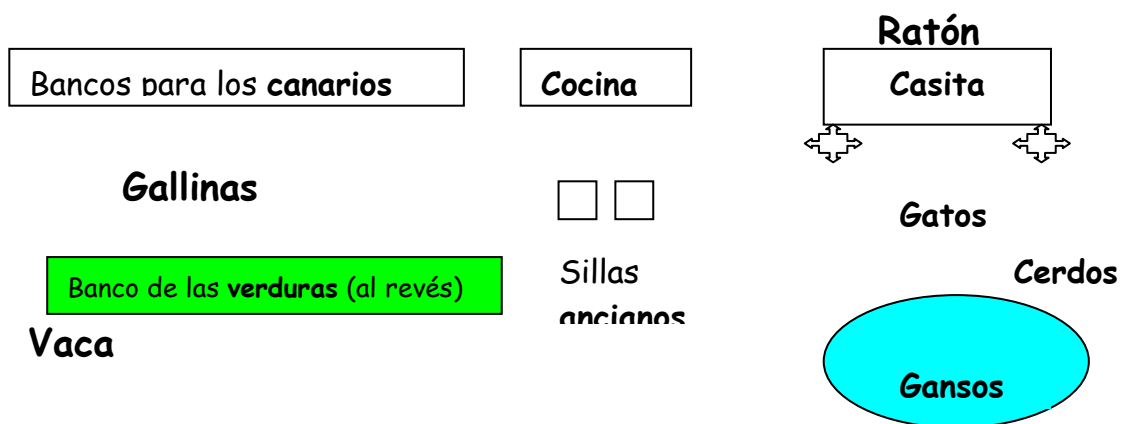 Ratón
Bancos para los canarios
Cocina
Casita
Gallinas
Gatos
Banco de las verduras (al revés)
Sillas
ancianos
Cerdos
Vaca
Gansos